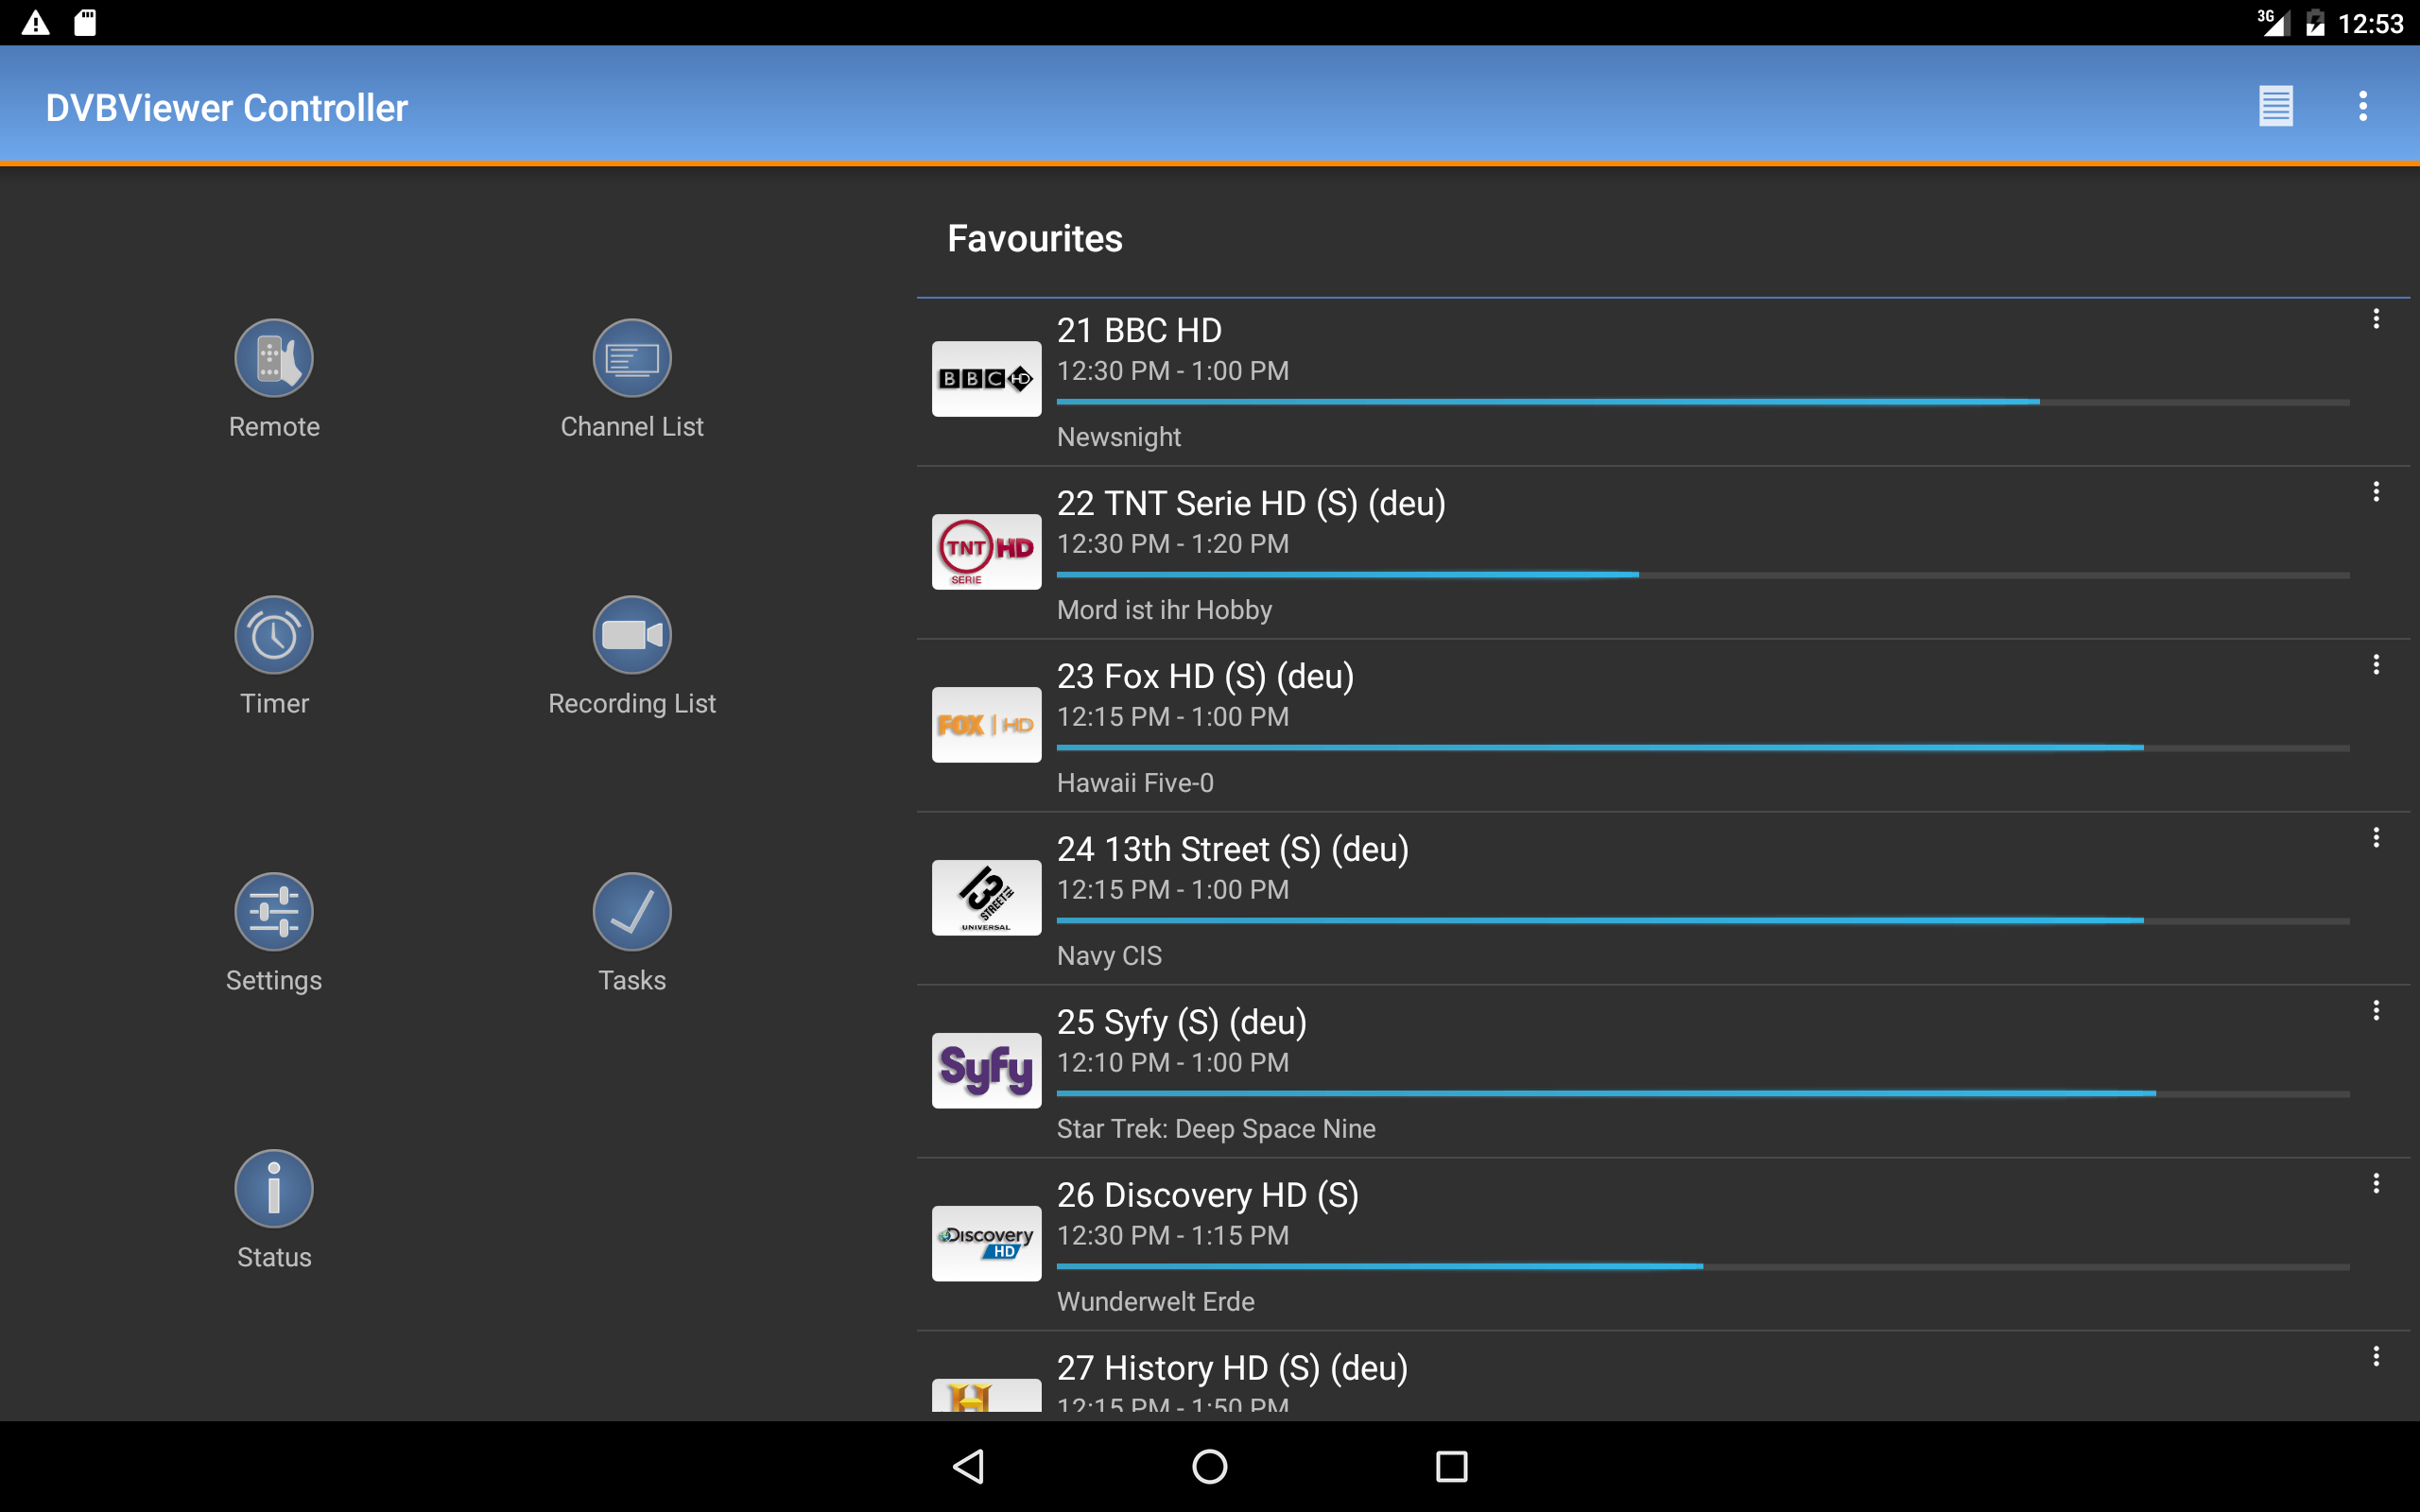 3G 12:53
DVBViewer Controller
Remote
Channel List
Timer
Recording List
Settings
Tasks
Status
Favourites
BBC HD
21 BBC HD
12:30 PM - 1:00 PM
Newsnight
TNT HD
SERIE
22 TNT Serie HD (S) (deu)
12:30 PM - 1:20 PM
Mord ist ihr Hobby
FOX | HD
23 Fox HD (S) (deu)
12:15 PM - 1:00 PM
Hawaii Five-0
13
STREET
UNIVERSAL
24 13th Street (S) (deu)
12:15 PM - 1:00 PM
Navy CIS
Syfy
25 Syfy (S) (deu)
12:10 PM - 1:00 PM
Star Trek: Deep Space Nine
Discovery
HD
26 Discovery HD (S)
12:30 PM - 1:15 PM
Wunderwelt Erde
H
27 History HD (S) (deu)
12:15 PM - 1:50 PM